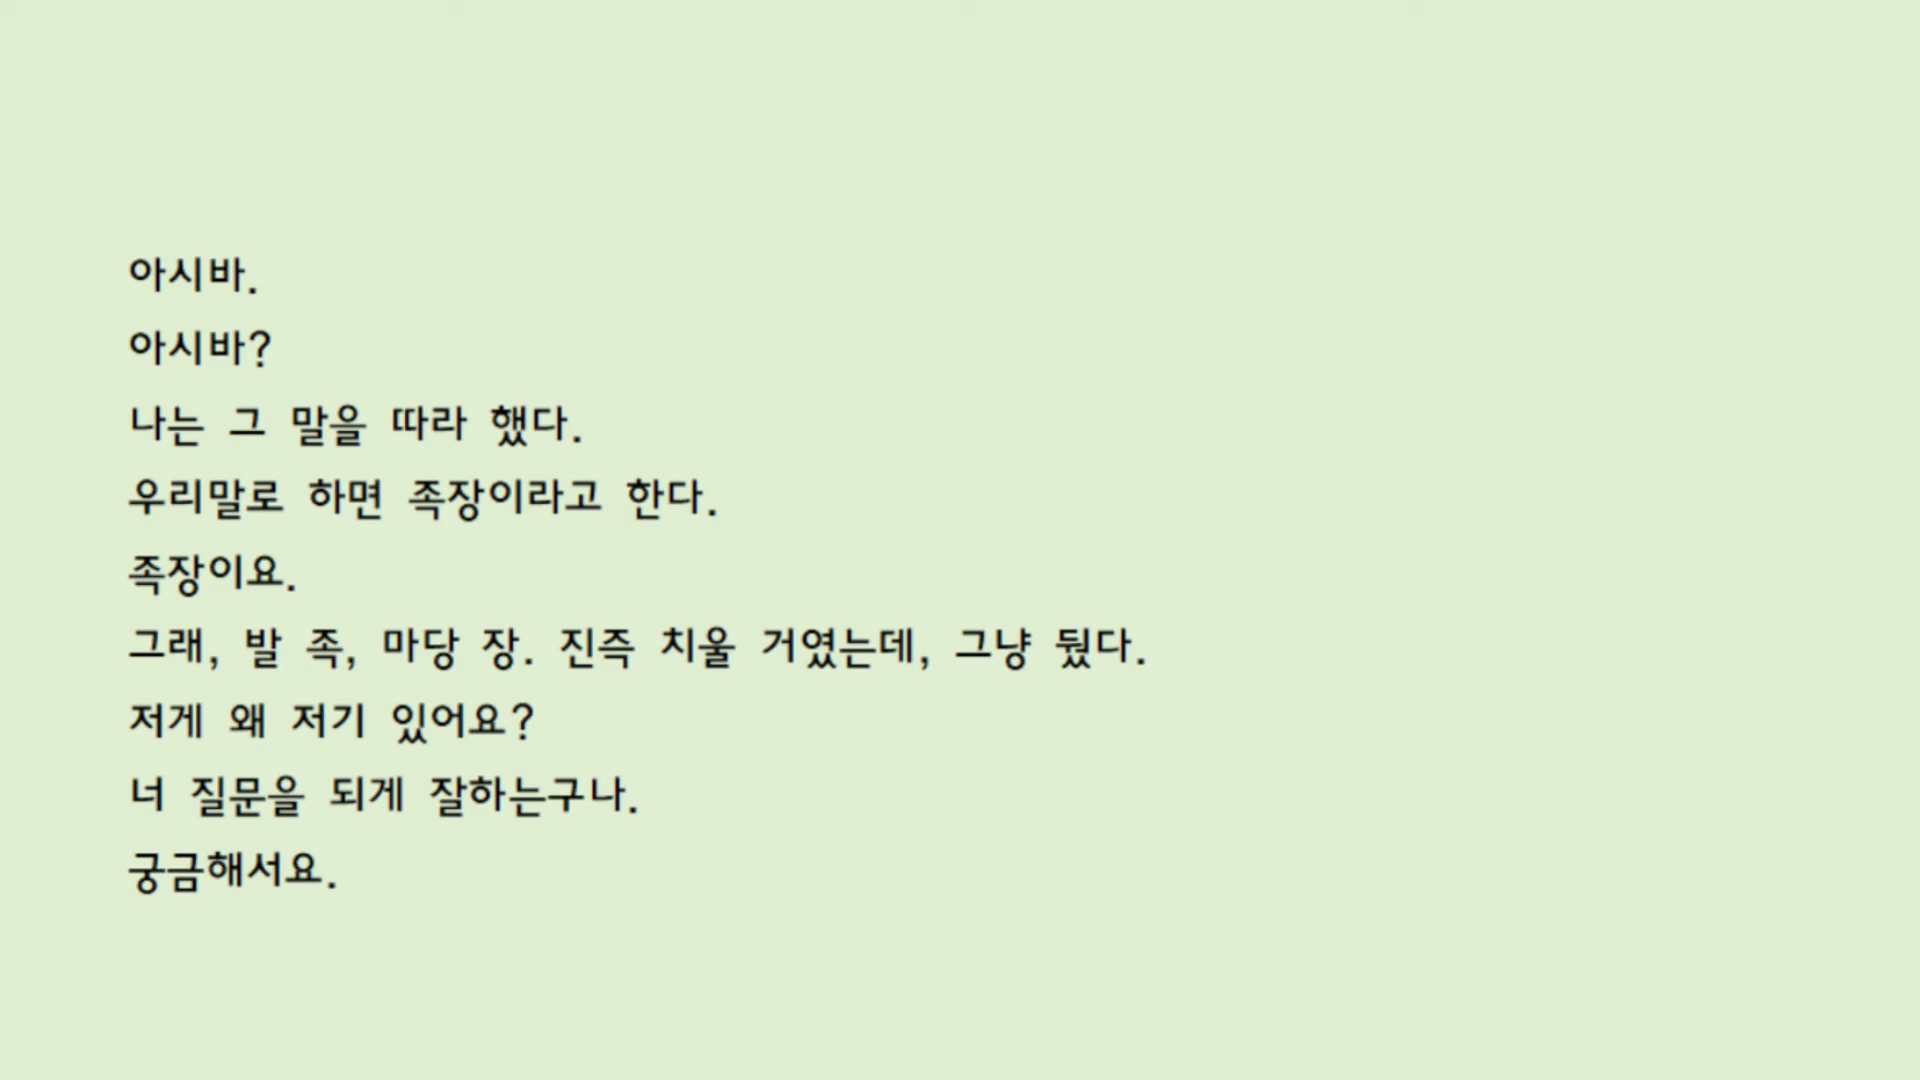 아시바.
아시바?
나는 그 말을 따라 했다.
우리말로 하면 족장이라고 한다.
족장이요.
그래, 발 족, 마당 장. 진즉 치울 거였는데, 그냥 뒀다.
저게 왜 저기 있어요?
너 질문을 되게 잘하는구나.
궁금해서요.